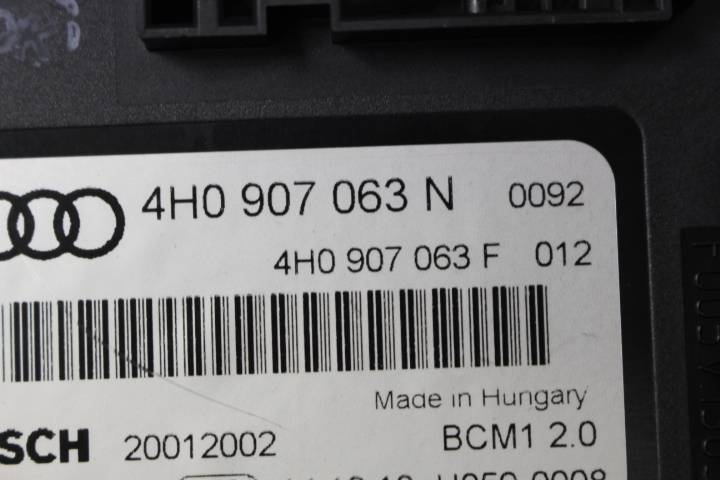 4H0 907 063 N 0092
4H0 907 063 F 012
Made in Hungary
SCH 20012002 BCM1 2.0